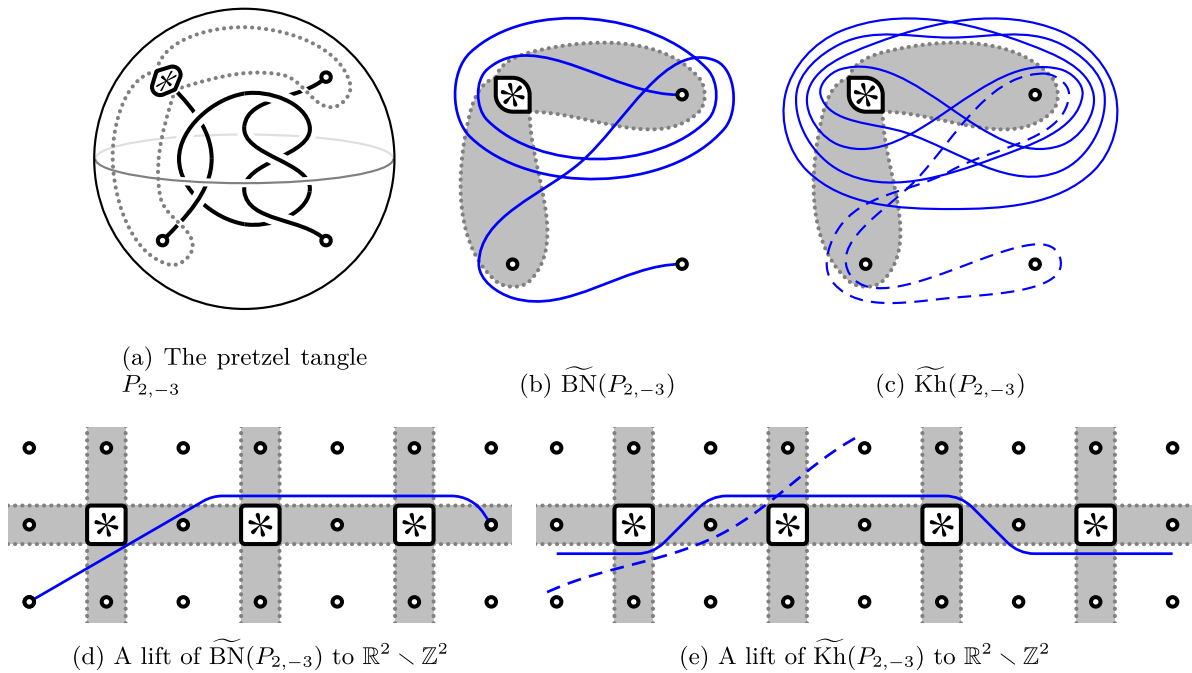 (a) The pretzel tangle
P₂,₋₃
(b) B͠N(P₂,₋₃)
(c) K͠h(P₂,₋₃)
(d) A lift of B͠N(P₂,₋₃) to ℝ² ∖ ℤ²
(e) A lift of K͠h(P₂,₋₃) to ℝ² ∖ ℤ²